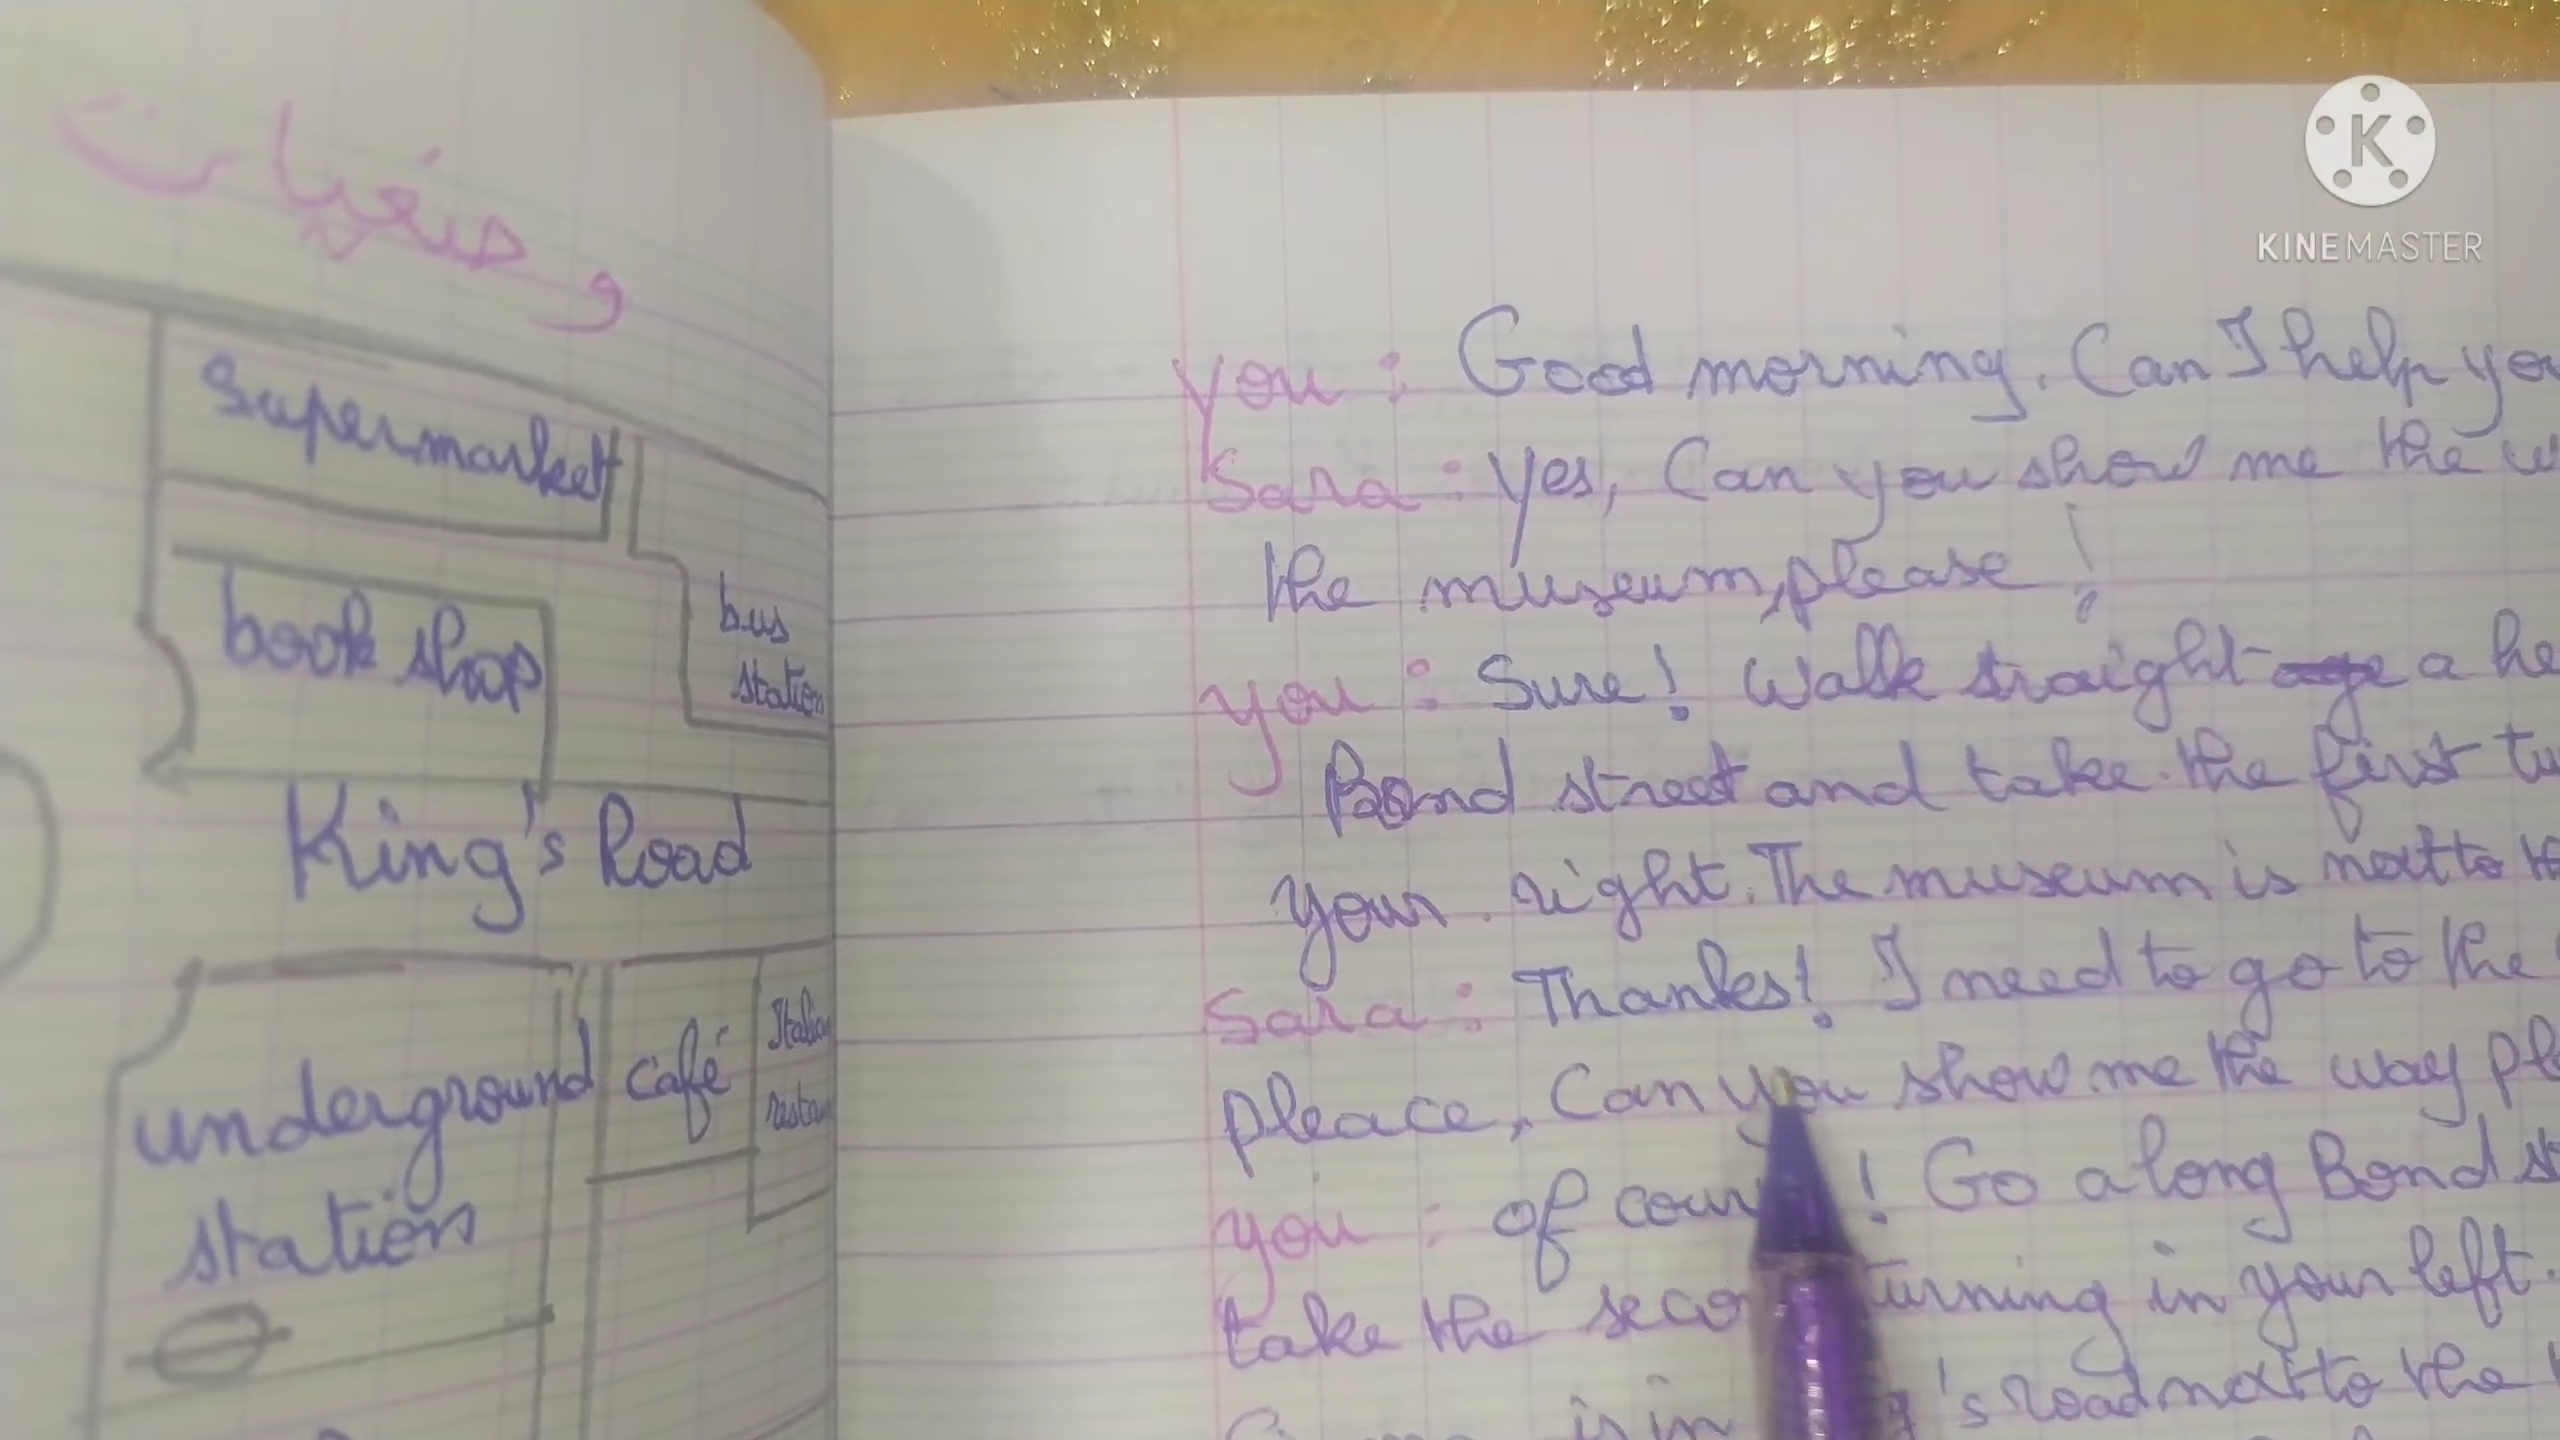 وضعيات
Supermarket
book shop
bus
station
King's Road
underground
station
café
You : Good morning. Can I help
Sara : Yes, Can you show me the
the museum, please !
you : Sure ! Walk straight a
Bond street and take the first
your right. The museum is next to
Sara : Thanks! I need to go to the
pleace, Can you show me the way
you : of ! Go along Bond
take the turning in your left.
is in 's road next to the
K
KINEMASTER